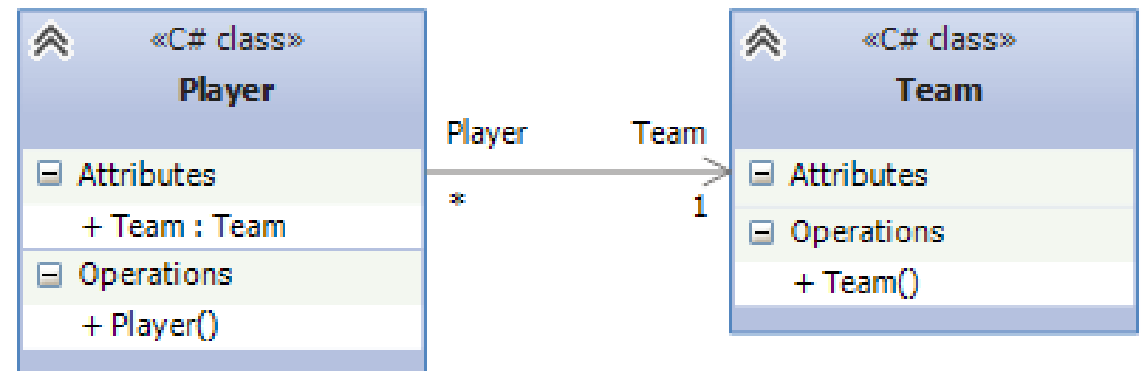 «C# class»
Player
Attributes
+ Team : Team
Operations
+ Player()
Player
Team
*
1
«C# class»
Team
Attributes
Operations
+ Team()